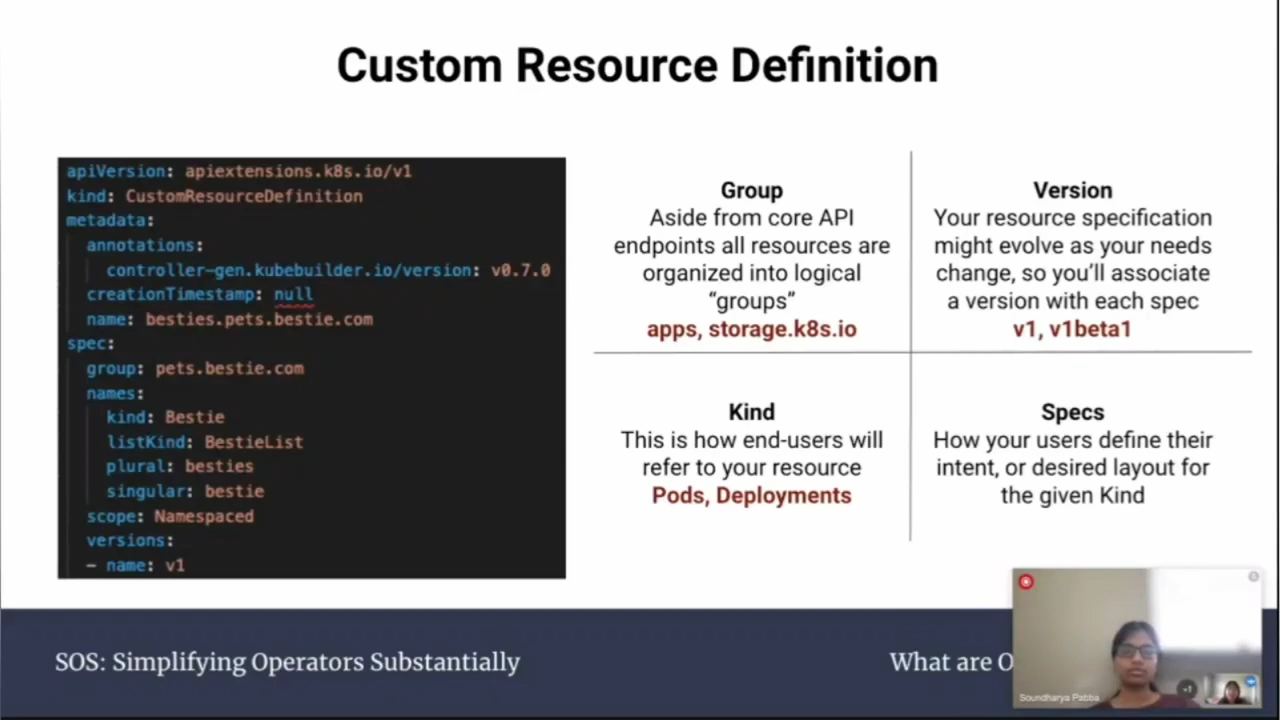 Custom Resource Definition
apiVersion: apiextensions.k8s.io/v1
kind: CustomResourceDefinition
metadata:
annotations:
controller-gen.kubebuilder.io/version: v0.7.0
creationTimestamp: null
name: besties.pets.bestie.com
spec:
group: pets.bestie.com
names:
kind: Bestie
listKind: BestieList
plural: besties
singular: bestie
scope: Namespaced
versions:
- name: v1
Group
Aside from core API
endpoints all resources are
organized into logical
“groups”
apps, storage.k8s.io
Version
Your resource specification
might evolve as your needs
change, so you’ll associate
a version with each spec
v1, v1beta1
Kind
This is how end-users will
refer to your resource
Pods, Deployments
Specs
How your users define their
intent, or desired layout for
the given Kind
SOS: Simplifying Operators Substantially
What are O
Soundharya Pabba
+1